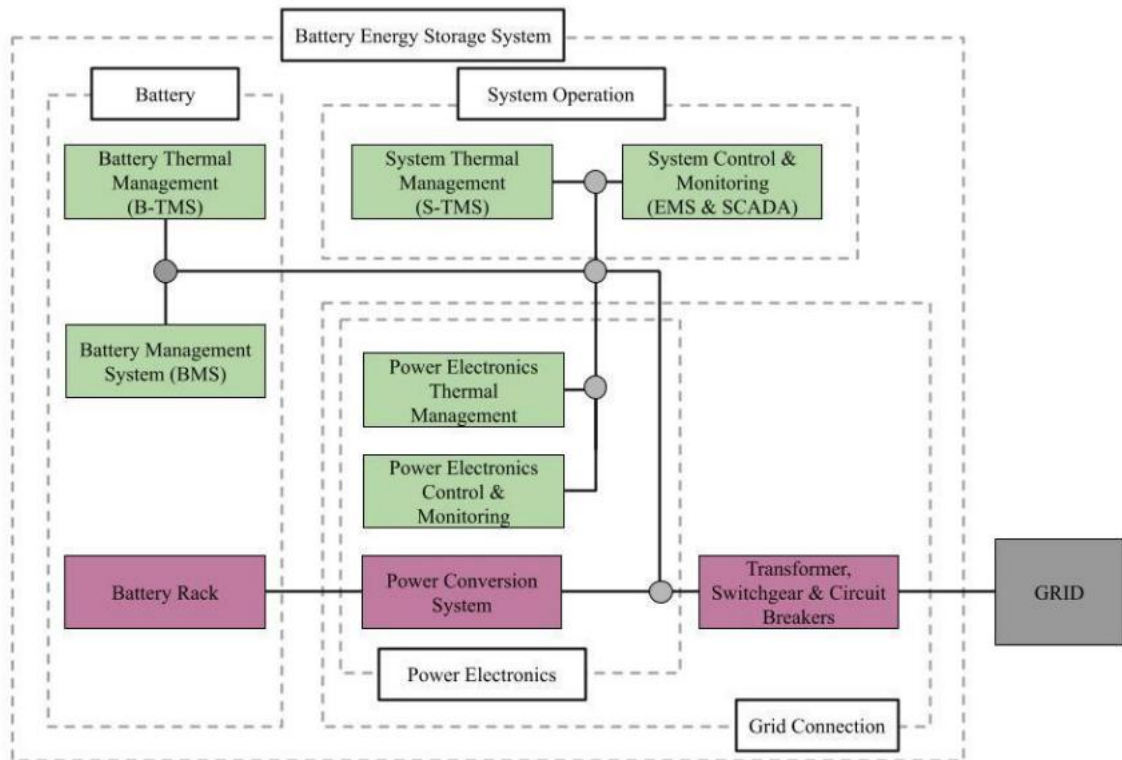 Battery Energy Storage System
Battery
System Operation
Battery Thermal
Management
(B-TMS)
System Thermal
Management
(S-TMS)
System Control &
Monitoring
(EMS & SCADA)
Battery Management
System (BMS)
Power Electronics
Thermal
Management
Power Electronics
Control &
Monitoring
Battery Rack
Power Conversion
System
Transformer,
Switchgear & Circuit
Breakers
GRID
Power Electronics
Grid Connection